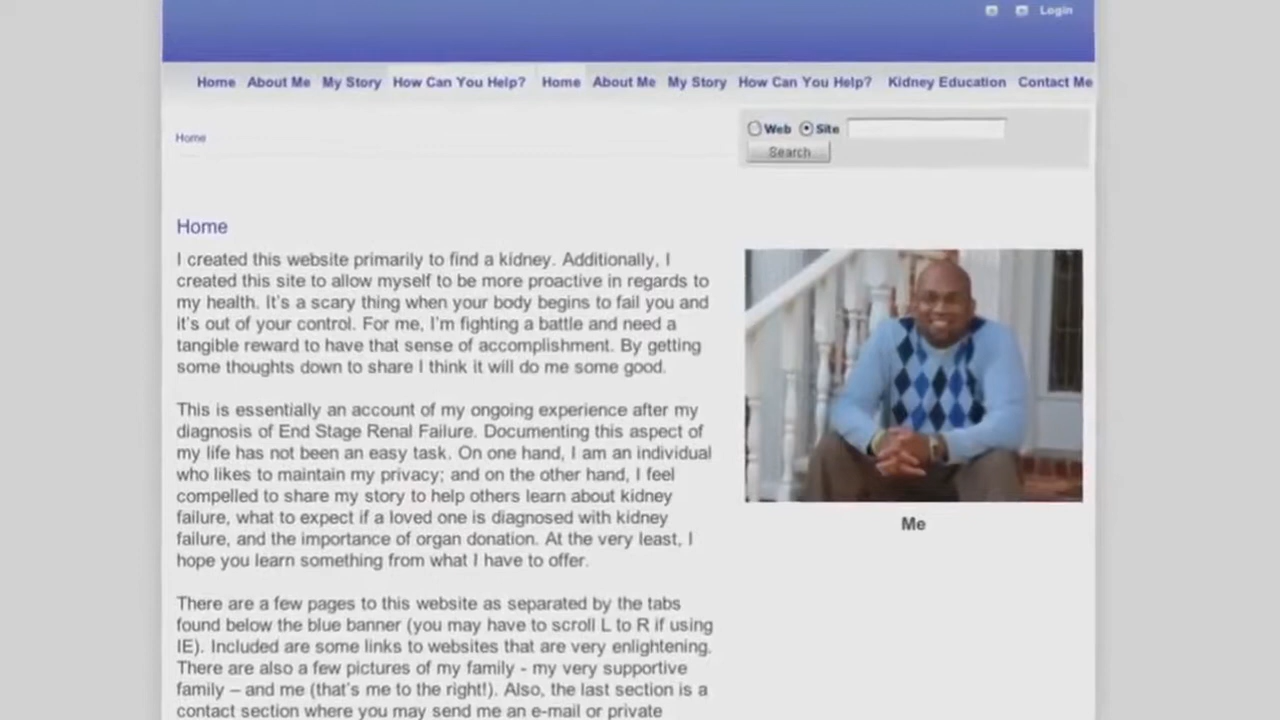 Login
Home About Me My Story How Can You Help? Home About Me My Story How Can You Help? Kidney Education Contact Me
Home
Web Site
Search
Home
I created this website primarily to find a kidney. Additionally, I
created this site to allow myself to be more proactive in regards to
my health. It's a scary thing when your body begins to fail you and
it's out of your control. For me, I'm fighting a battle and need a
tangible reward to have that sense of accomplishment. By getting
some thoughts down to share I think it will do me some good.
This is essentially an account of my ongoing experience after my
diagnosis of End Stage Renal Failure. Documenting this aspect of
my life has not been an easy task. On one hand, I am an individual
who likes to maintain my privacy; and on the other hand, I feel
compelled to share my story to help others learn about kidney
failure, what to expect if a loved one is diagnosed with kidney
failure, and the importance of organ donation. At the very least, I
hope you learn something from what I have to offer.
There are a few pages to this website as separated by the tabs
found below the blue banner (you may have to scroll L to R if using
IE). Included are some links to websites that are very enlightening.
There are also a few pictures of my family - my very supportive
family – and me (that's me to the right!). Also, the last section is a
contact section where you may send me an e-mail or private
Me